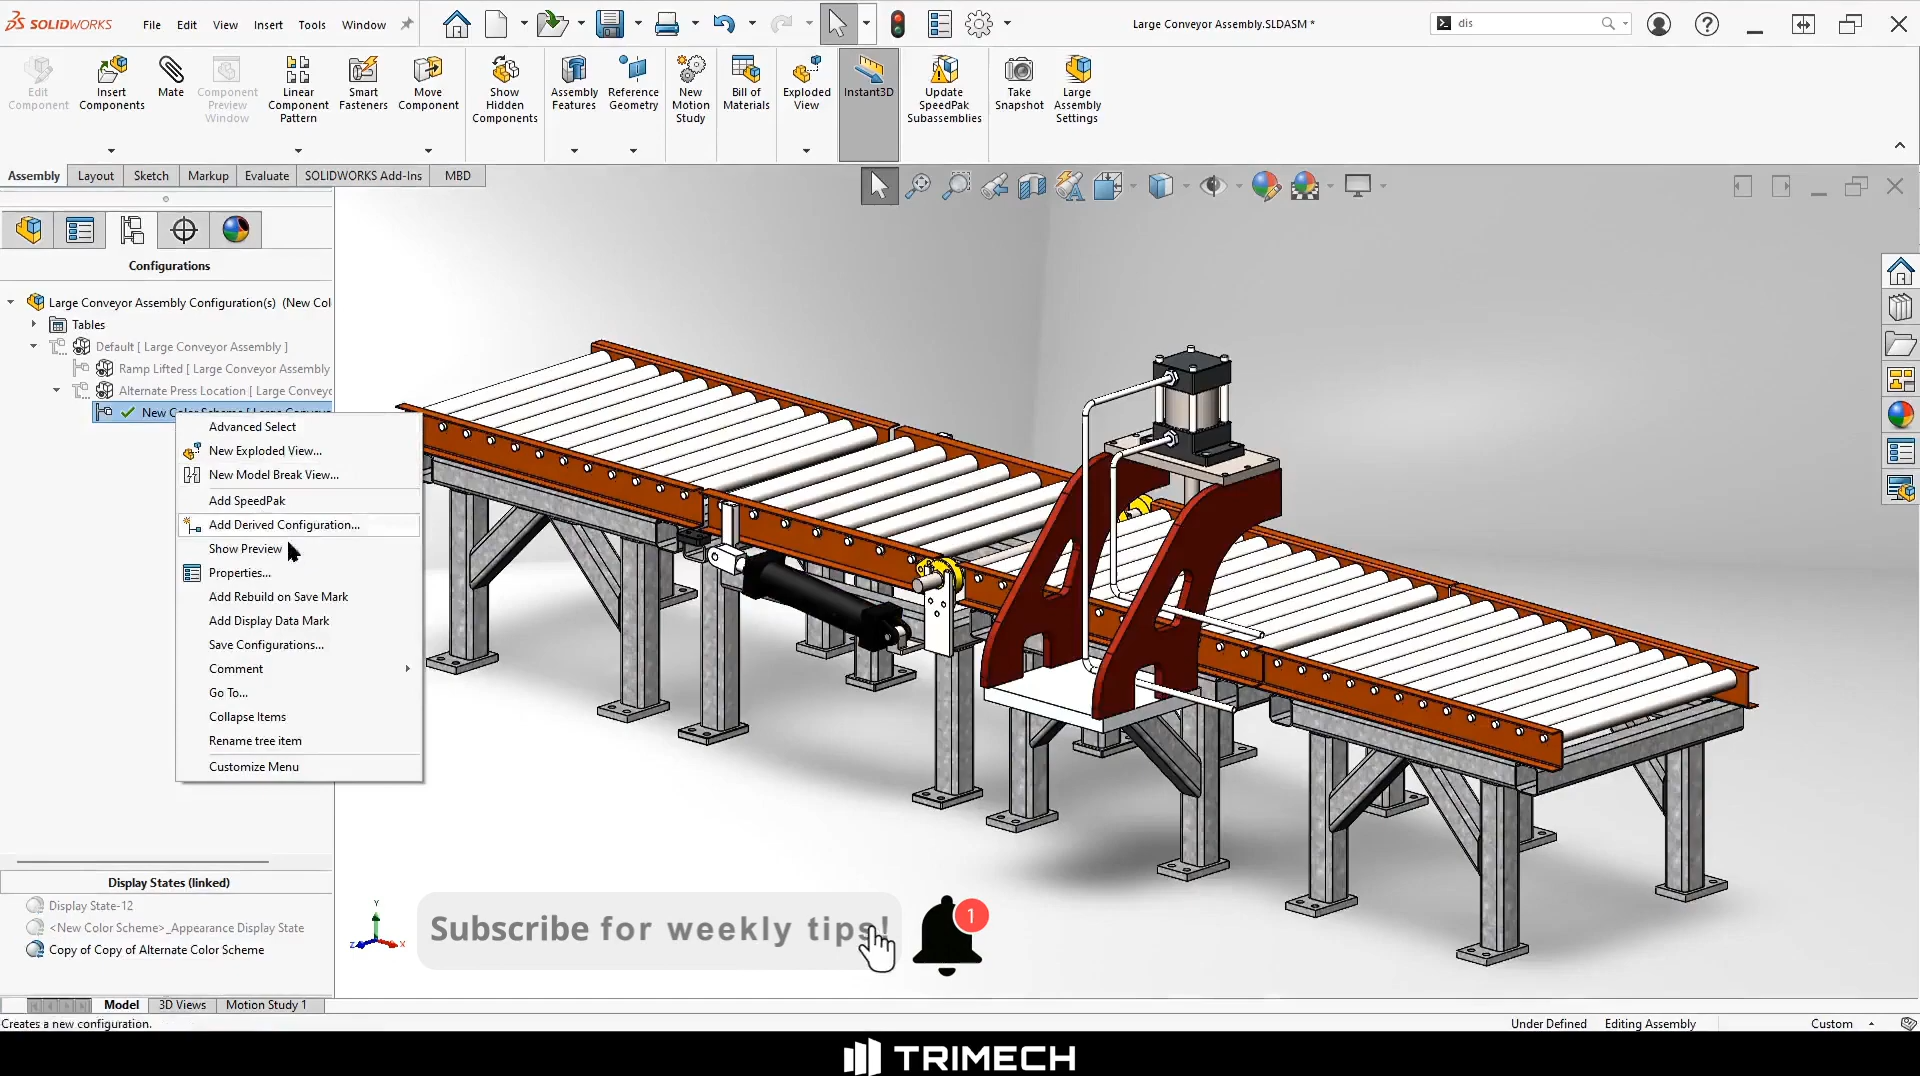 SOLIDWORKS
File Edit View Insert Tools Window
Large Conveyor Assembly.SLDASM *
dis
Edit Component
Insert Components
Mate
Component Preview Window
Linear Component Pattern
Smart Fasteners
Move Component
Show Hidden Components
Assembly Features
Reference Geometry
New Motion Study
Bill of Materials
Exploded View
Instant3D
Update SpeedPak Subassemblies
Take Snapshot
Large Assembly Settings
Assembly Layout Sketch Markup Evaluate SOLIDWORKS Add-Ins MBD
Configurations
Large Conveyor Assembly Configuration(s) (New Col
Tables
Default [ Large Conveyor Assembly ]
Ramp Lifted [ Large Conveyor Assembly
Alternate Press Location [ Large Conveyo
New Color Scheme [ Large Conveyo
Advanced Select
New Exploded View...
New Model Break View...
Add SpeedPak
Add Derived Configuration...
Show Preview
Properties...
Add Rebuild on Save Mark
Add Display Data Mark
Save Configurations...
Comment
Go To...
Collapse Items
Rename tree item
Customize Menu
Display States (linked)
Display State-12
<New Color Scheme>_Appearance Display State
Copy of Copy of Alternate Color Scheme
Y
Z X
Subscribe for weekly tips!
1
Model 3D Views Motion Study 1
Creates a new configuration.
Under Defined Editing Assembly Custom
TRIMECH